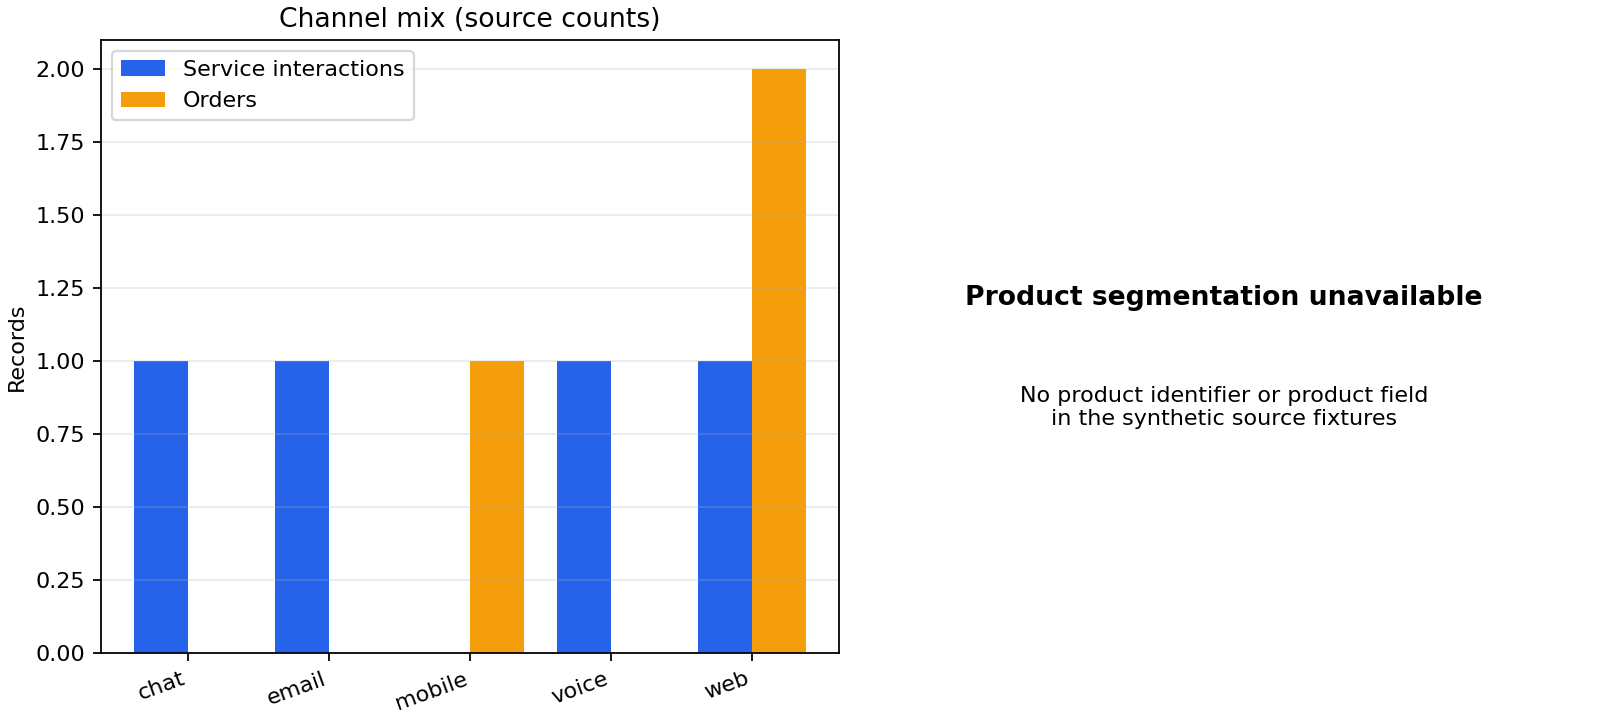 Channel mix (source counts)
Service interactions
Orders
2.00
1.75
1.50
1.25
1.00
0.75
0.50
0.25
0.00
Records
chat
email
mobile
voice
web
Product segmentation unavailable
No product identifier or product field
in the synthetic source fixtures